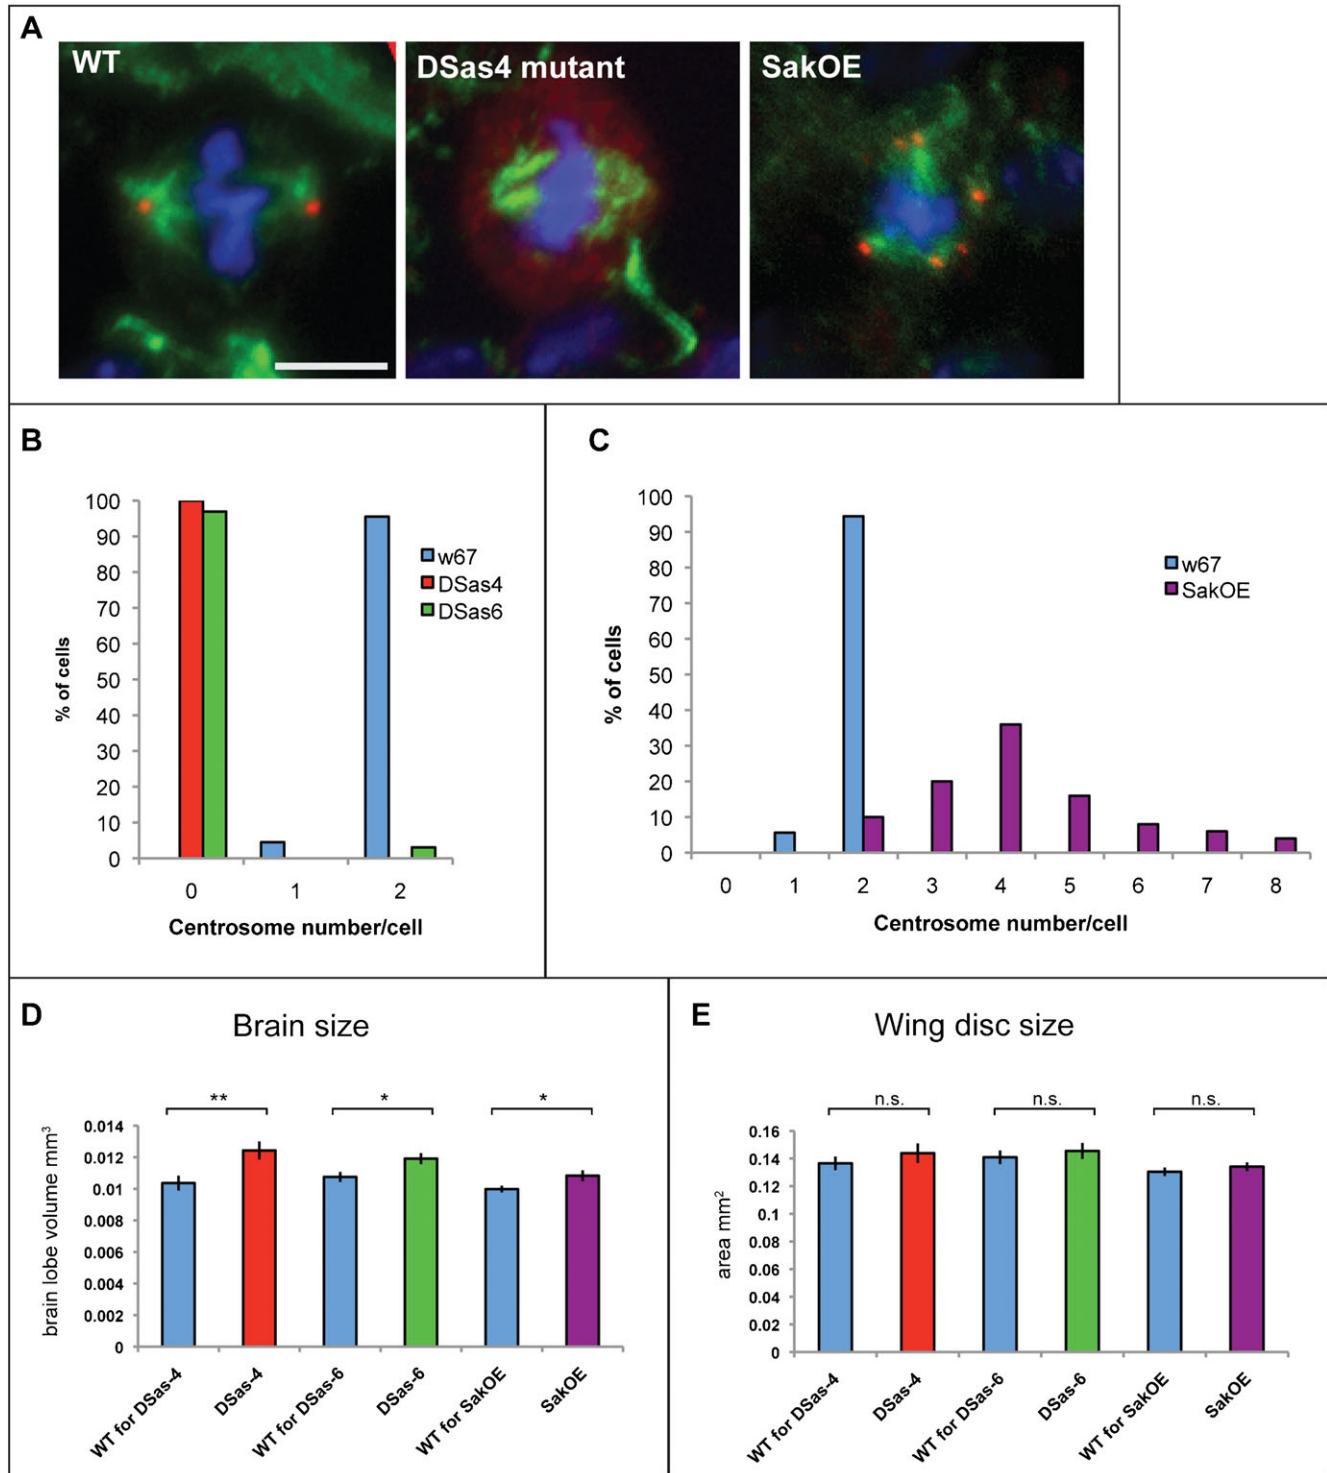 A
WT
DSas4 mutant
SakOE
B
100
90
80
70
60
50
40
30
20
10
0
% of cells
0 1 2
Centrosome number/cell
w67
DSas4
DSas6
C
100
90
80
70
60
50
40
30
20
10
0
% of cells
0 1 2 3 4 5 6 7 8
Centrosome number/cell
w67
SakOE
D
Brain size
** * *
0.014
0.012
0.01
0.008
0.006
0.004
0.002
0
brain lobe volume mm³
WT for DSas-4
DSas-4
WT for DSas-6
DSas-6
WT for SakOE
SakOE
E
Wing disc size
n.s. n.s. n.s.
0.16
0.14
0.12
0.1
0.08
0.06
0.04
0.02
0
area mm²
WT for DSas-4
DSas-4
WT for DSas-6
DSas-6
WT for SakOE
SakOE